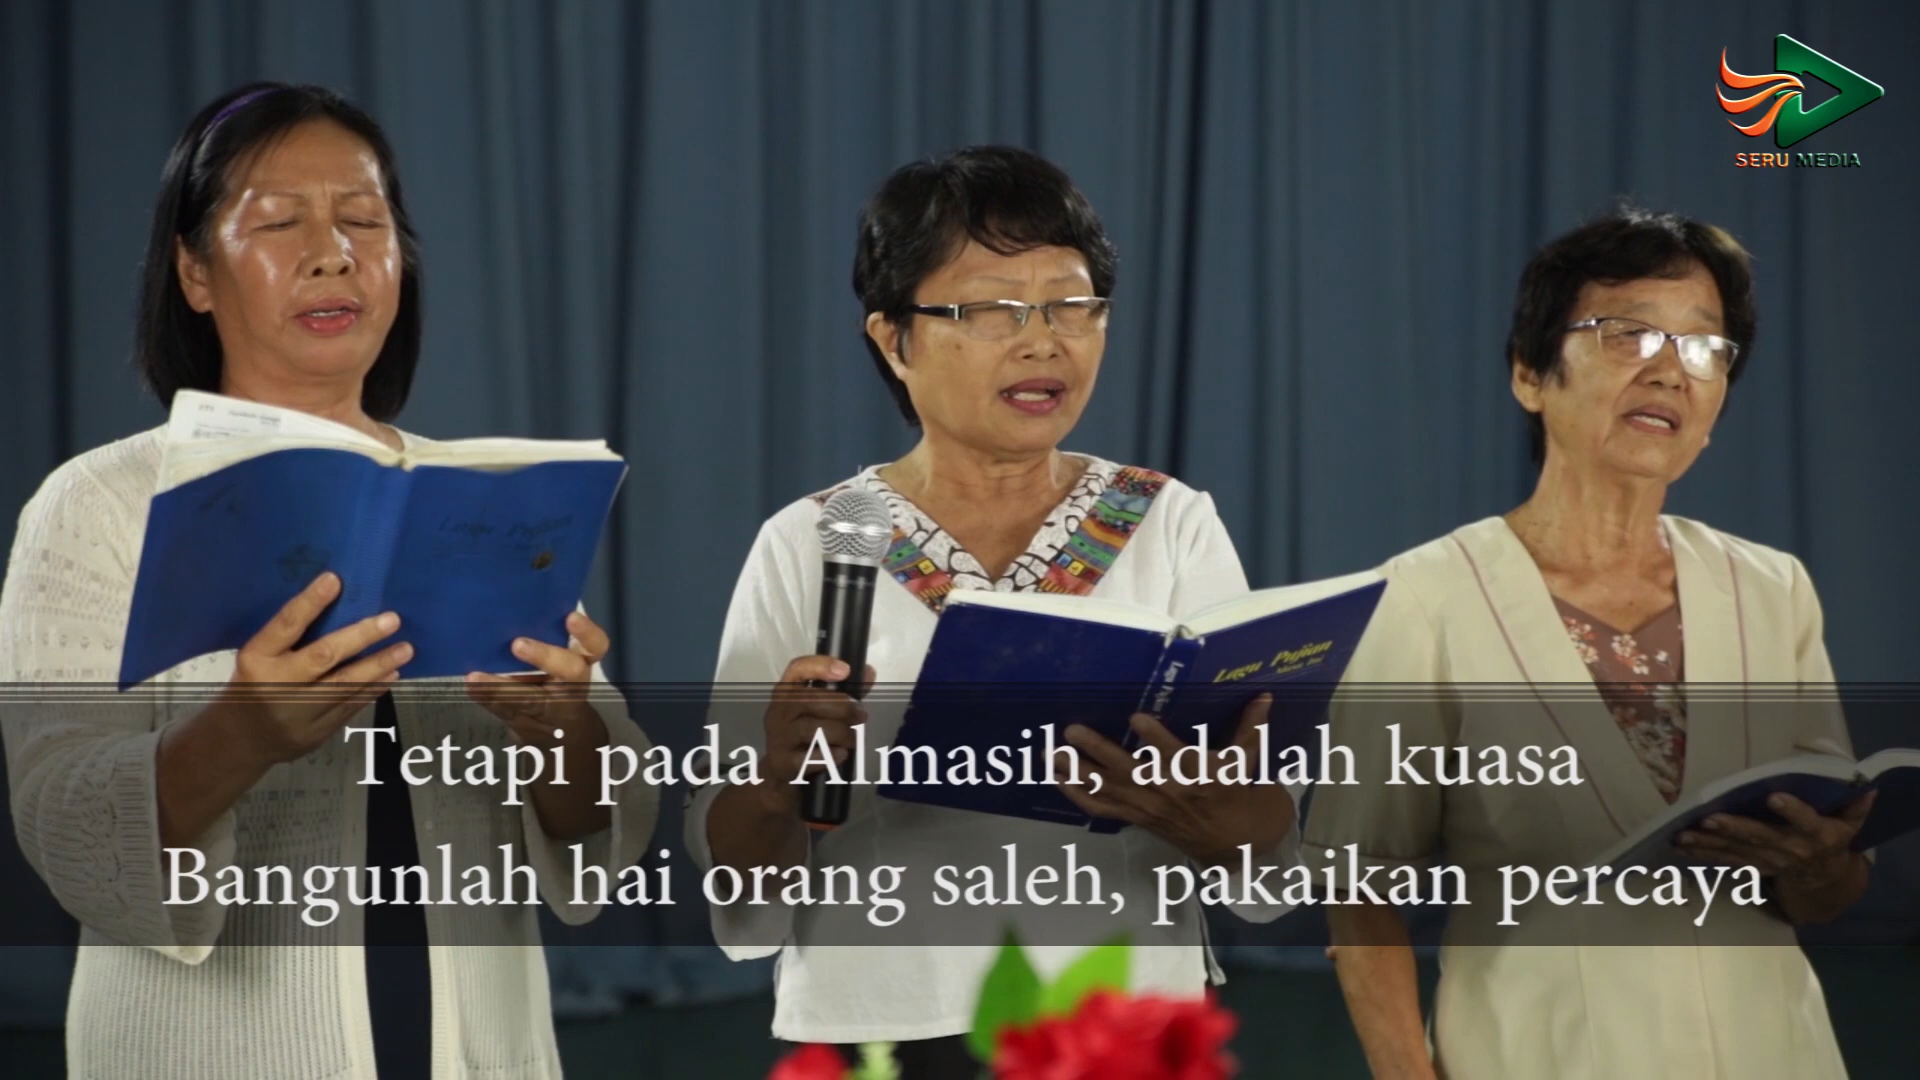 SERU MEDIA
Lagu Pujian
Lagu Pujian
Tetapi pada Almasih, adalah kuasa
Bangunlah hai orang saleh, pakaikan percaya